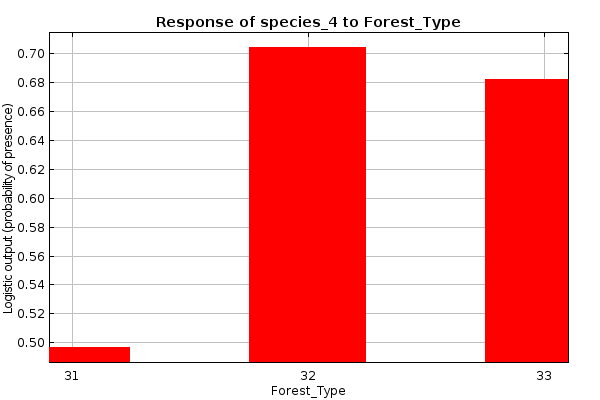 Response of species_4 to Forest_Type
Logistic output (probability of presence)
0.70
0.68
0.66
0.64
0.62
0.60
0.58
0.56
0.54
0.52
0.50
31 32 33
Forest_Type